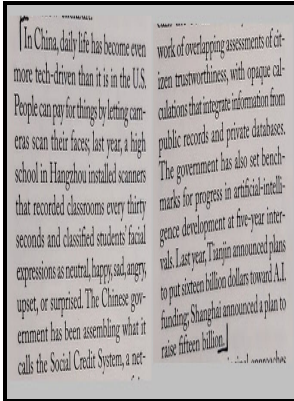 In China, daily life has become even
more tech-driven than it is in the U.S.
People can pay for things by letting cam-
eras scan their faces; last year, a high
school in Hangzhou installed scanners
that recorded classrooms every thirty
seconds and classified students' facial
expressions as neutral, happy, sad, angry,
upset, or surprised. The Chinese gov-
ernment has been assembling what it
calls the Social Credit System, a net-
work of overlapping assessments of cit-
izen trustworthiness, with opaque cal-
culations that integrate information from
public records and private databases.
The government has also set bench-
marks for progress in artificial-intelli-
gence development at five-year inter-
vals. Last year, Tianjin announced plans
to put sixteen billion dollars toward A.I.
funding; Shanghai announced a plan to
raise fifteen billion.
approaches